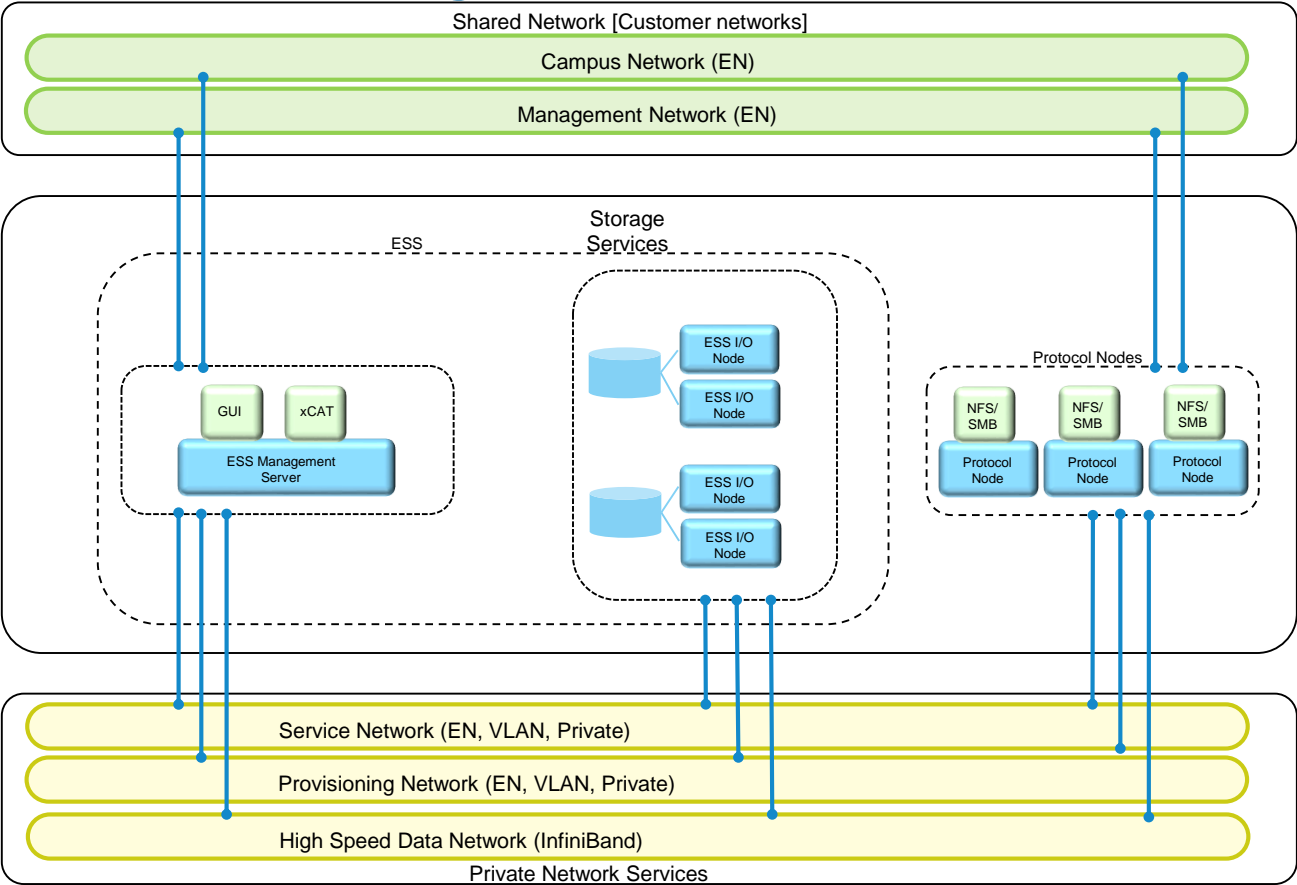 Shared Network [Customer networks]
Campus Network (EN)
Management Network (EN)
Storage
Services
ESS
ESS I/O
Node
ESS I/O
Node
ESS I/O
Node
ESS I/O
Node
GUI
xCAT
ESS Management
Server
Protocol Nodes
NFS/
SMB
NFS/
SMB
NFS/
SMB
Protocol
Node
Protocol
Node
Protocol
Node
Service Network (EN, VLAN, Private)
Provisioning Network (EN, VLAN, Private)
High Speed Data Network (InfiniBand)
Private Network Services